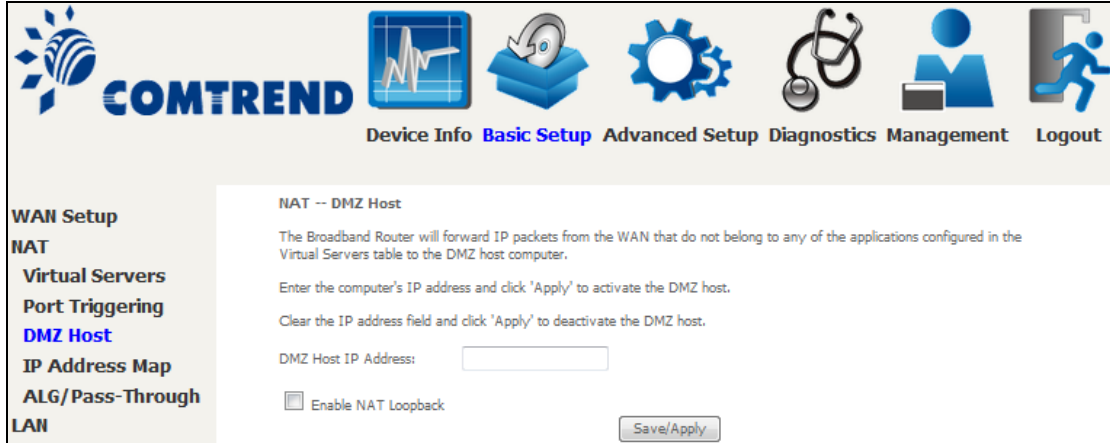 COMTREND
Device Info Basic Setup Advanced Setup Diagnostics Management Logout
WAN Setup
NAT
Virtual Servers
Port Triggering
DMZ Host
IP Address Map
ALG/Pass-Through
LAN
NAT -- DMZ Host
The Broadband Router will forward IP packets from the WAN that do not belong to any of the applications configured in the
Virtual Servers table to the DMZ host computer.
Enter the computer's IP address and click 'Apply' to activate the DMZ host.
Clear the IP address field and click 'Apply' to deactivate the DMZ host.
DMZ Host IP Address:
Enable NAT Loopback
Save/Apply